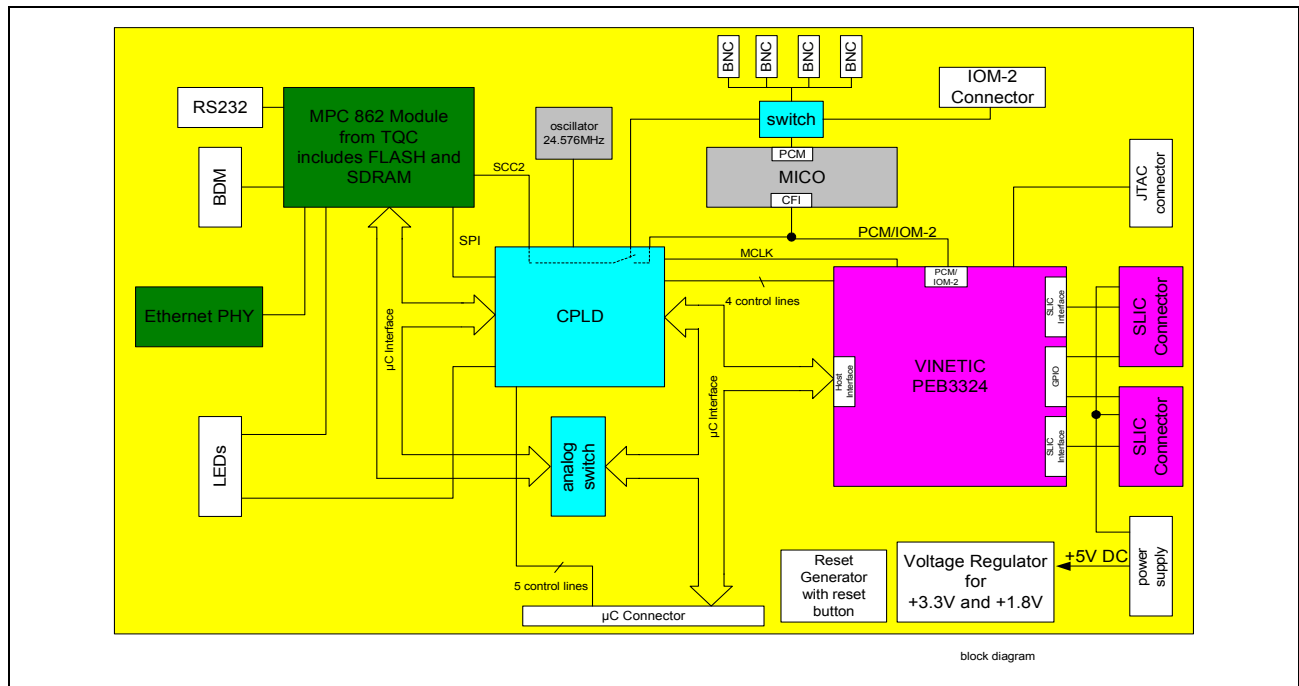 BNC
BNC
BNC
BNC
IOM-2
Connector
RS232
MPC 862 Module
from TQC
includes FLASH and
SDRAM
oscillator
24.576MHz
switch
PCM
MICO
CFI
JTAC
connector
BDM
SCC2
SPI
PCM/IOM-2
MCLK
4 control lines
PCM/
IOM-2
Ethernet PHY
CPLD
µC Interface
µC Interface
Host
Interface
VINETIC
PEB3324
SLIC
Interface
GPIO
SLIC
Interface
SLIC
Connector
SLIC
Connector
LEDs
analog
switch
5 control lines
µC Connector
Reset
Generator
with reset
button
Voltage Regulator
for
+3.3V and +1.8V
+5V DC
power
supply
block diagram